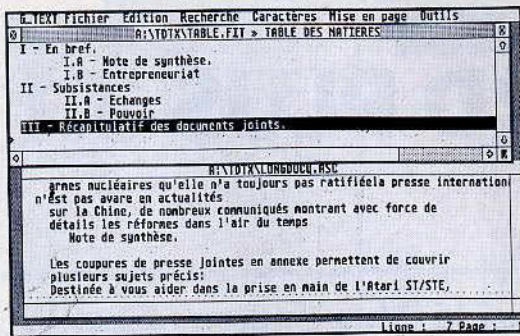 G_TEXT Fichier Edition Recherche Caractères Mise en page Outils
A:\TDTX\TABLE.FIT » TABLE DES MATIERES
I - En bref.
I.A - Note de synthèse.
I.B - Entrepreneuriat
II - Subsistances
II.A - Echanges
II.B - Pouvoir
III - Récapitulatif des documents joints.
A:\TDTX\LONGDOCU.ASC
armes nucléaires qu'elle n'a toujours pas ratifiéela presse internation
n'est pas avare en actualités
sur la Chine, de nombreux communiqués montrant avec force de
détails les réformes dans l'air du temps
Note de synthèse.
Les coupures de presse jointes en annexe permettent de couvrir
plusieurs sujets précis:
Destinée à vous aider dans la prise en main de l'Atari ST/STE,
Ligne : 7 Page :